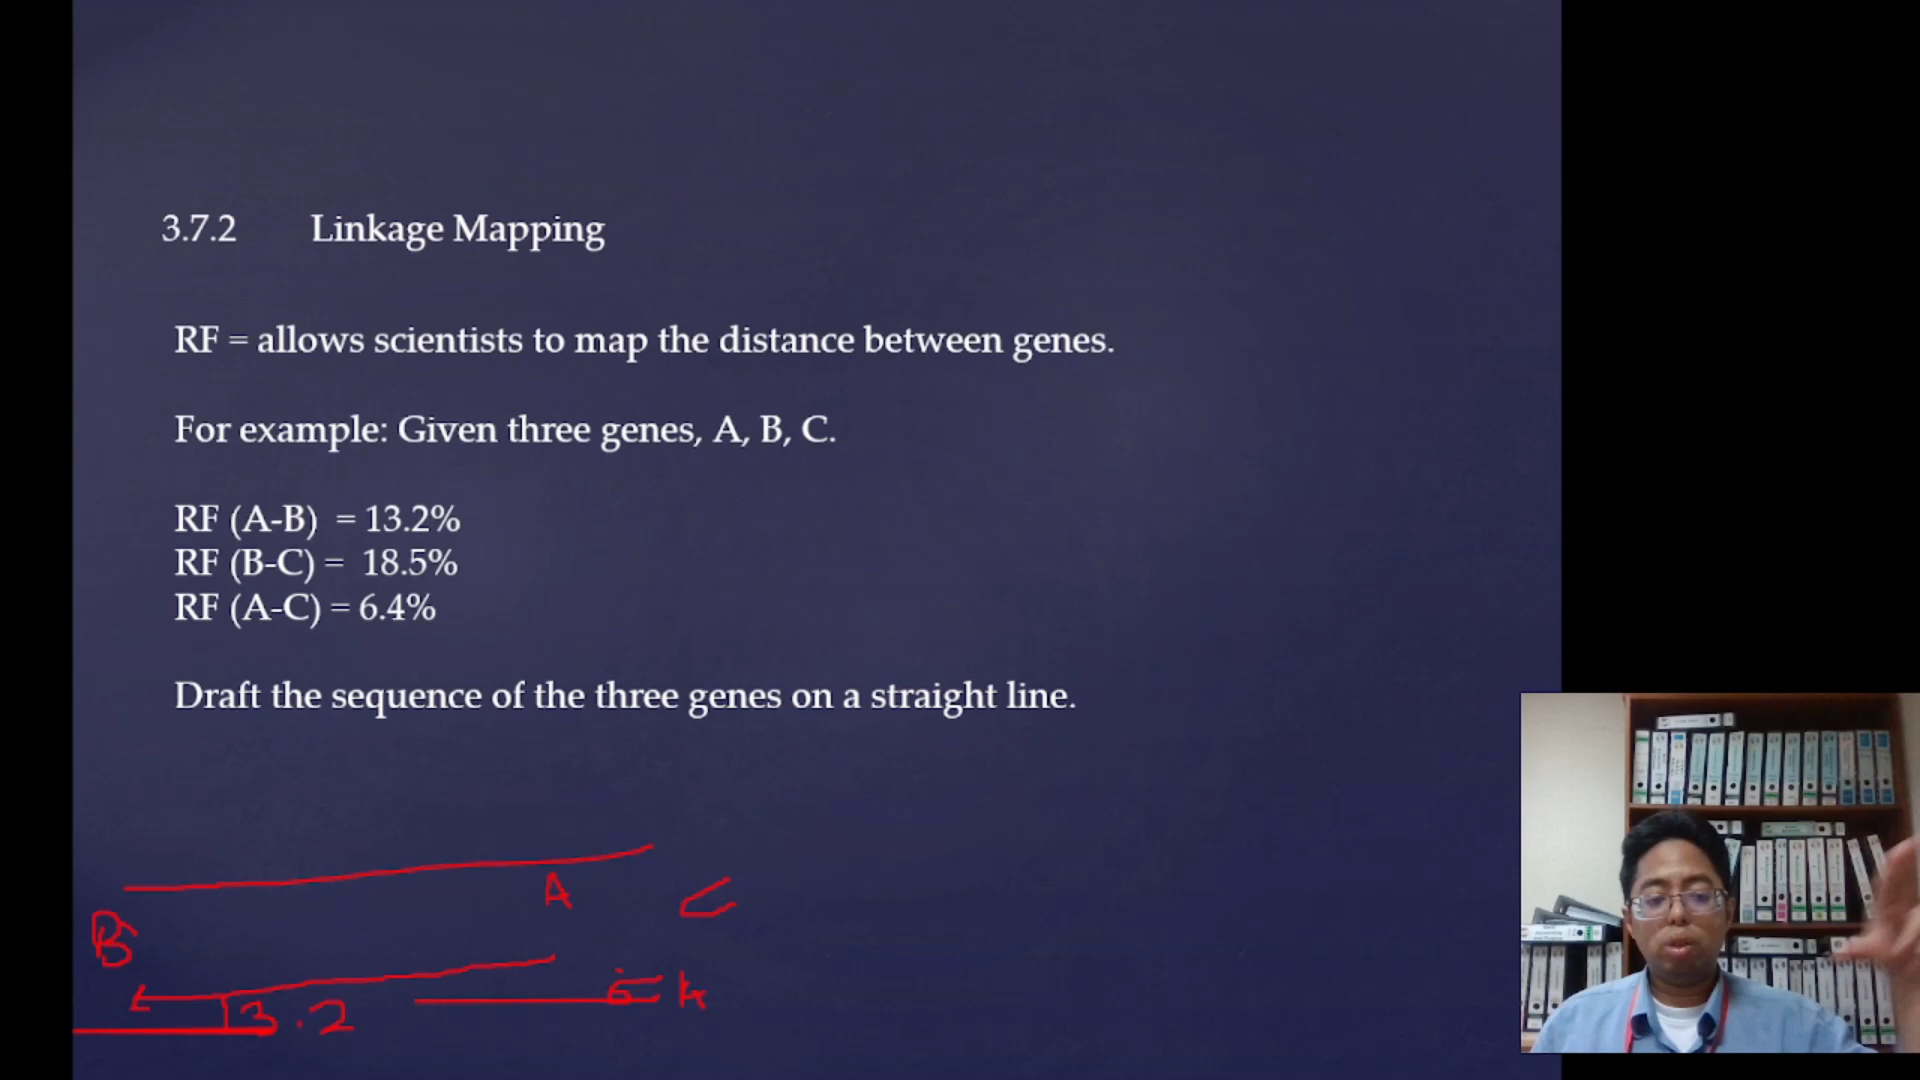 3.7.2 Linkage Mapping
RF = allows scientists to map the distance between genes.
For example: Given three genes, A, B, C.
RF (A-B) = 13.2%
RF (B-C) = 18.5%
RF (A-C) = 6.4%
Draft the sequence of the three genes on a straight line.
B A C
13.2